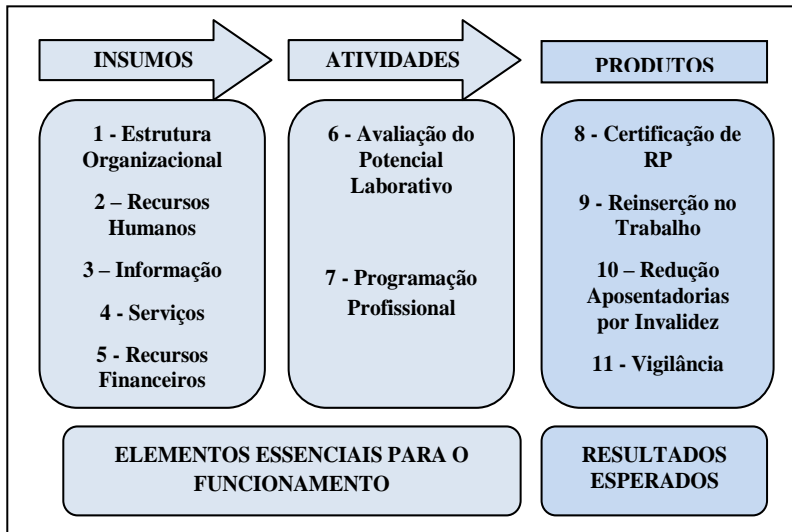 INSUMOS
ATIVIDADES
PRODUTOS
1 - Estrutura
Organizacional
2 – Recursos
Humanos
3 – Informação
4 - Serviços
5 - Recursos
Financeiros
6 - Avaliação do
Potencial
Laborativo
7 - Programação
Profissional
8 - Certificação de
RP
9 - Reinserção no
Trabalho
10 – Redução
Aposentadorias
por Invalidez
11 - Vigilância
ELEMENTOS ESSENCIAIS PARA O
FUNCIONAMENTO
RESULTADOS
ESPERADOS